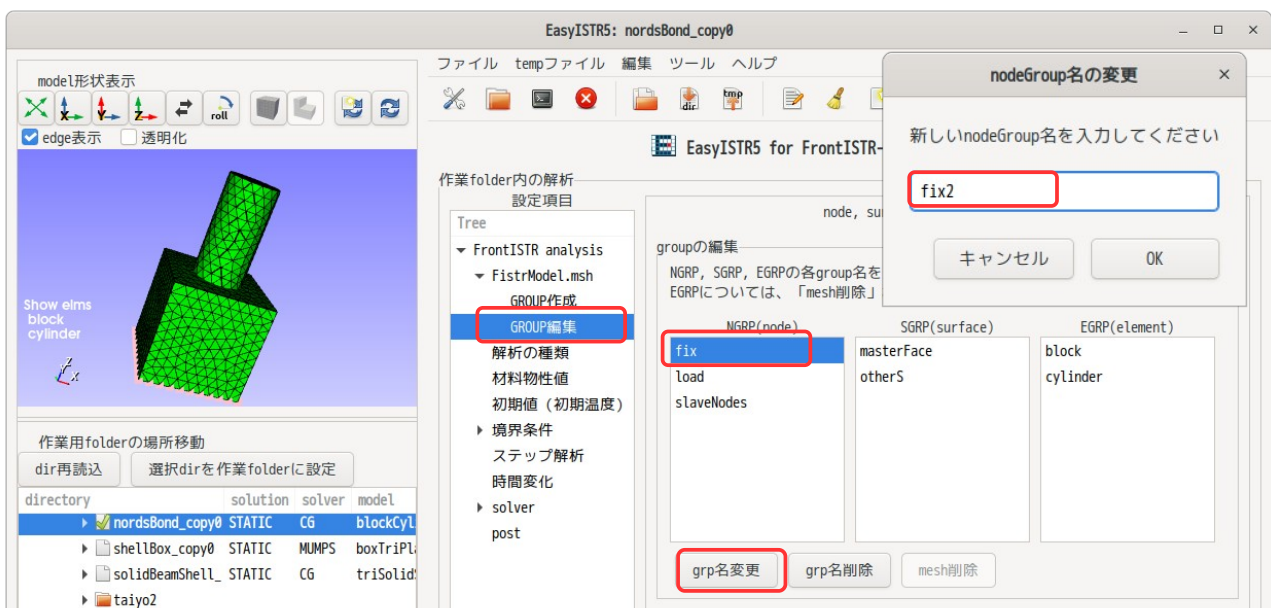 EasyISTR5: nordsBond_copy0
model形状表示
roll
edge表示 透明化
Show elms
block
cylinder
作業用folderの場所移動
dir再読込 選択dirを作業folderに設定
directory solution solver model
nordsBond_copy0 STATIC CG blockCyl
shellBox_copy0 STATIC MUMPS boxTriPl
solidBeamShell_ STATIC CG triSolid
taiyo2
ファイル tempファイル 編集 ツール ヘルプ
dir
tmp
EasyISTR5 for FrontISTR-
作業folder内の解析
設定項目
Tree
FrontISTR analysis
FistrModel.msh
GROUP作成
GROUP編集
解析の種類
材料物性値
初期値 (初期温度)
境界条件
ステップ解析
時間変化
solver
post
node, su
groupの編集
NGRP, SGRP, EGRPの各group名を
EGRPについては、「mesh削除」
NGRP(node) SGRP(surface) EGRP(element)
fix masterFace block
load otherS cylinder
slaveNodes
grp名変更 grp名削除 mesh削除
nodeGroup名の変更
新しいnodeGroup名を入力してください
fix2
キャンセル OK